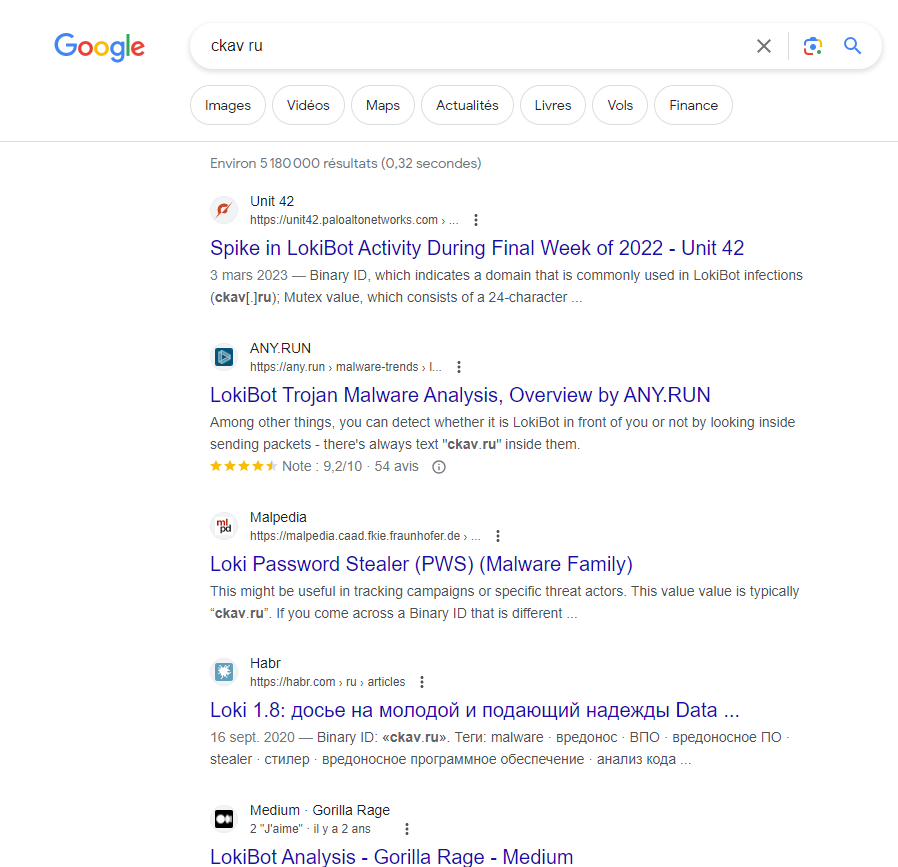 Google
ckav ru
Images Vidéos Maps Actualités Livres Vols Finance
Environ 5 180 000 résultats (0,32 secondes)
Unit 42
https://unit42.paloaltonetworks.com › ...
Spike in LokiBot Activity During Final Week of 2022 - Unit 42
3 mars 2023 — Binary ID, which indicates a domain that is commonly used in LokiBot infections
(ckav[.]ru); Mutex value, which consists of a 24-character ...
ANY.RUN
https://any.run › malware-trends › l...
LokiBot Trojan Malware Analysis, Overview by ANY.RUN
Among other things, you can detect whether it is LokiBot in front of you or not by looking inside
sending packets - there's always text "ckav.ru" inside them.
Note : 9,2/10 · 54 avis
mlpd
Malpedia
https://malpedia.caad.fkie.fraunhofer.de › ...
Loki Password Stealer (PWS) (Malware Family)
This might be useful in tracking campaigns or specific threat actors. This value value is typically
“ckav.ru”. If you come across a Binary ID that is different ...
Habr
https://habr.com › ru › articles
Loki 1.8: досье на молодой и подающий надежды Data ...
16 sept. 2020 — Binary ID: «ckav.ru». Теги: malware · вредонос · ВПО · вредоносное ПО ·
stealer · стилер · вредоносное программное обеспечение · анализ кода ...
Medium · Gorilla Rage
2 "J'aime" · il y a 2 ans
LokiBot Analysis - Gorilla Rage - Medium